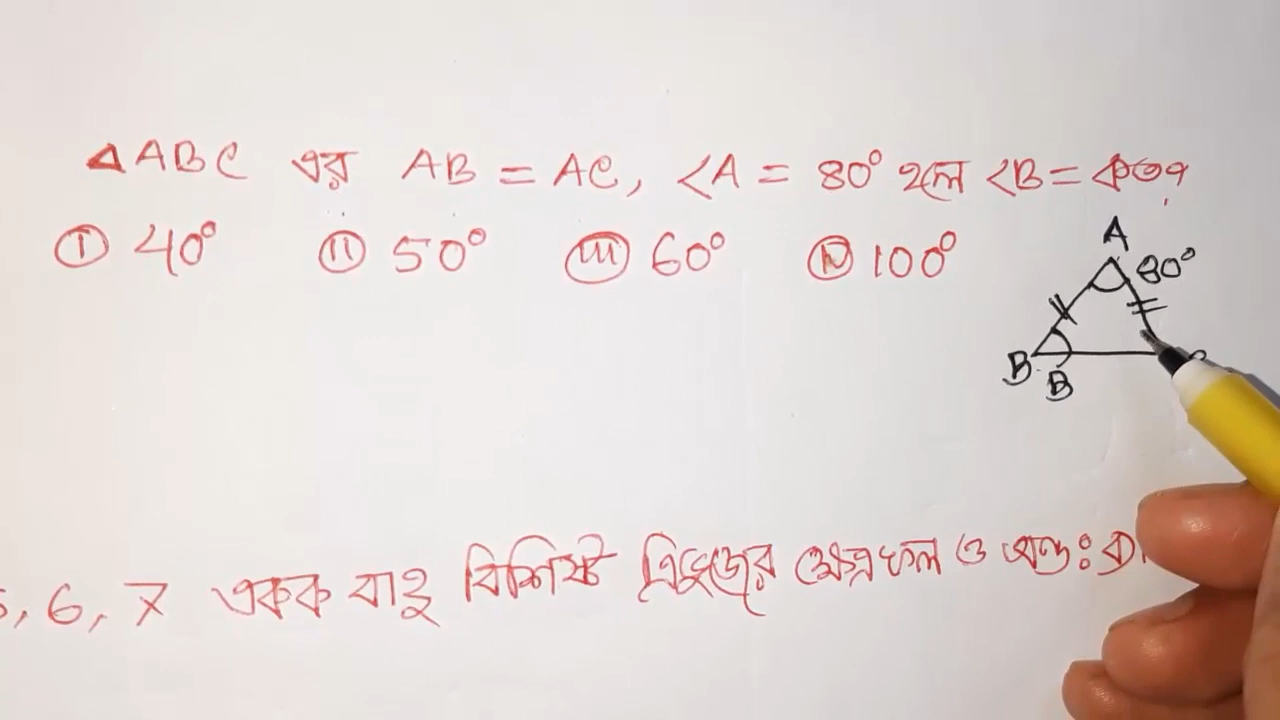 △ABC এর AB = AC, <A = 80° হলে <B = কত?
I 40° II 50° III 60° IV 100°
A
80°
B
B
, 6, 7 একক বাহু বিশিষ্ট ত্রিভুজের ক্ষেত্রফল ও অন্তঃ